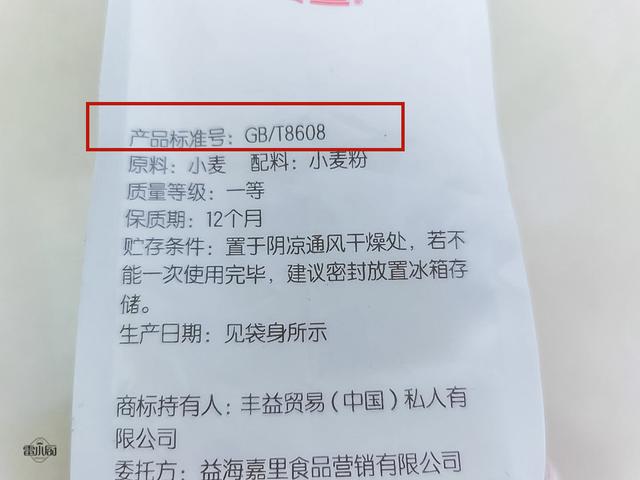 产品标准号：GB/T8608
原料：小麦 配料：小麦粉
质量等级：一等
保质期：12个月
贮存条件：置于阴凉通风干燥处，若不
能一次使用完毕，建议密封放置冰箱存
储。
生产日期：见袋身所示
商标持有人：丰益贸易（中国）私人有
限公司
委托方：益海嘉里食品营销有限公司
雷小厨